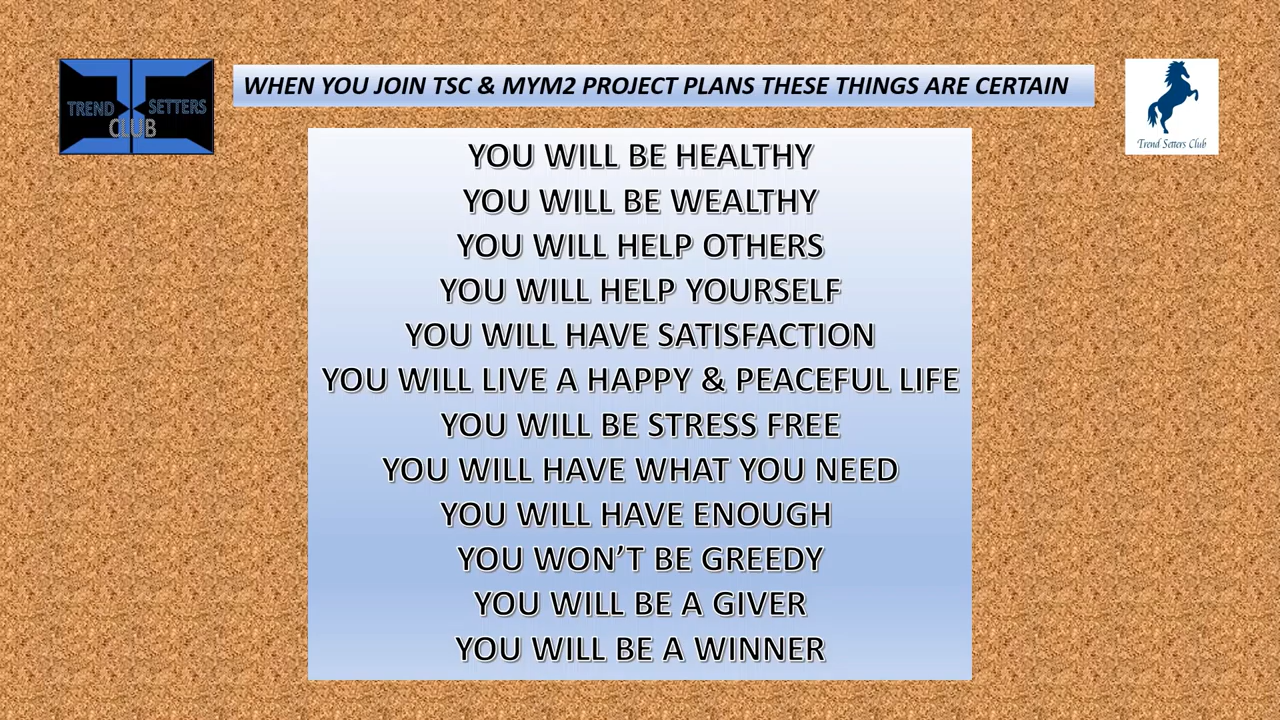 WHEN YOU JOIN TSC & MYM2 PROJECT PLANS THESE THINGS ARE CERTAIN
TREND SETTERS
CLUB
Trend Setters Club
YOU WILL BE HEALTHY
YOU WILL BE WEALTHY
YOU WILL HELP OTHERS
YOU WILL HELP YOURSELF
YOU WILL HAVE SATISFACTION
YOU WILL LIVE A HAPPY & PEACEFUL LIFE
YOU WILL BE STRESS FREE
YOU WILL HAVE WHAT YOU NEED
YOU WILL HAVE ENOUGH
YOU WON’T BE GREEDY
YOU WILL BE A GIVER
YOU WILL BE A WINNER